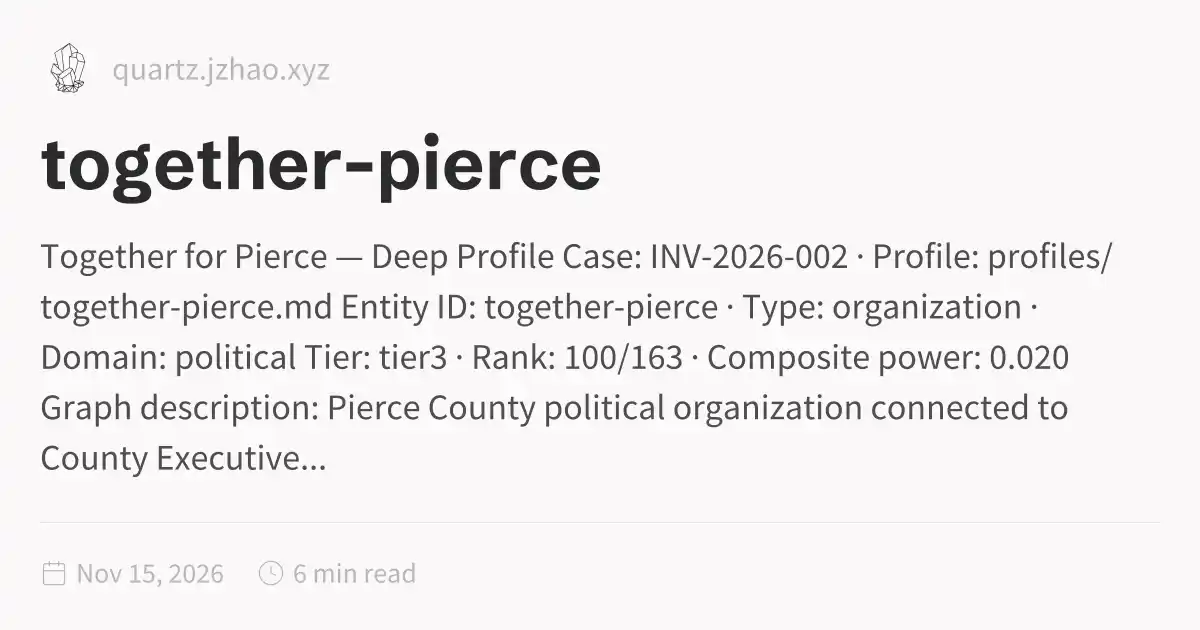 quartz.jzhao.xyz
together-pierce
Together for Pierce — Deep Profile Case: INV-2026-002 · Profile: profiles/
together-pierce.md Entity ID: together-pierce · Type: organization ·
Domain: political Tier: tier3 · Rank: 100/163 · Composite power: 0.020
Graph description: Pierce County political organization connected to
County Executive...
Nov 15, 2026 6 min read